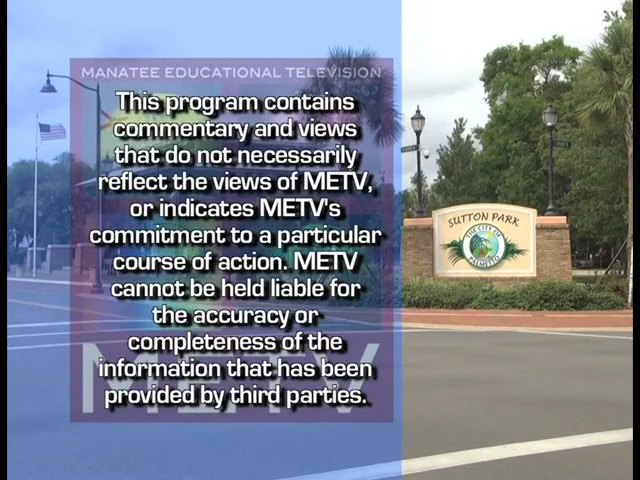 MANATEE EDUCATIONAL TELEVISION
This program contains
commentary and views
that do not necessarily
reflect the views of METV,
or indicates METV's
commitment to a particular
course of action. METV
cannot be held liable for
the accuracy or
completeness of the
information that has been
provided by third parties.
METV
SUTTON PARK
THE CITY OF
PALMETTO